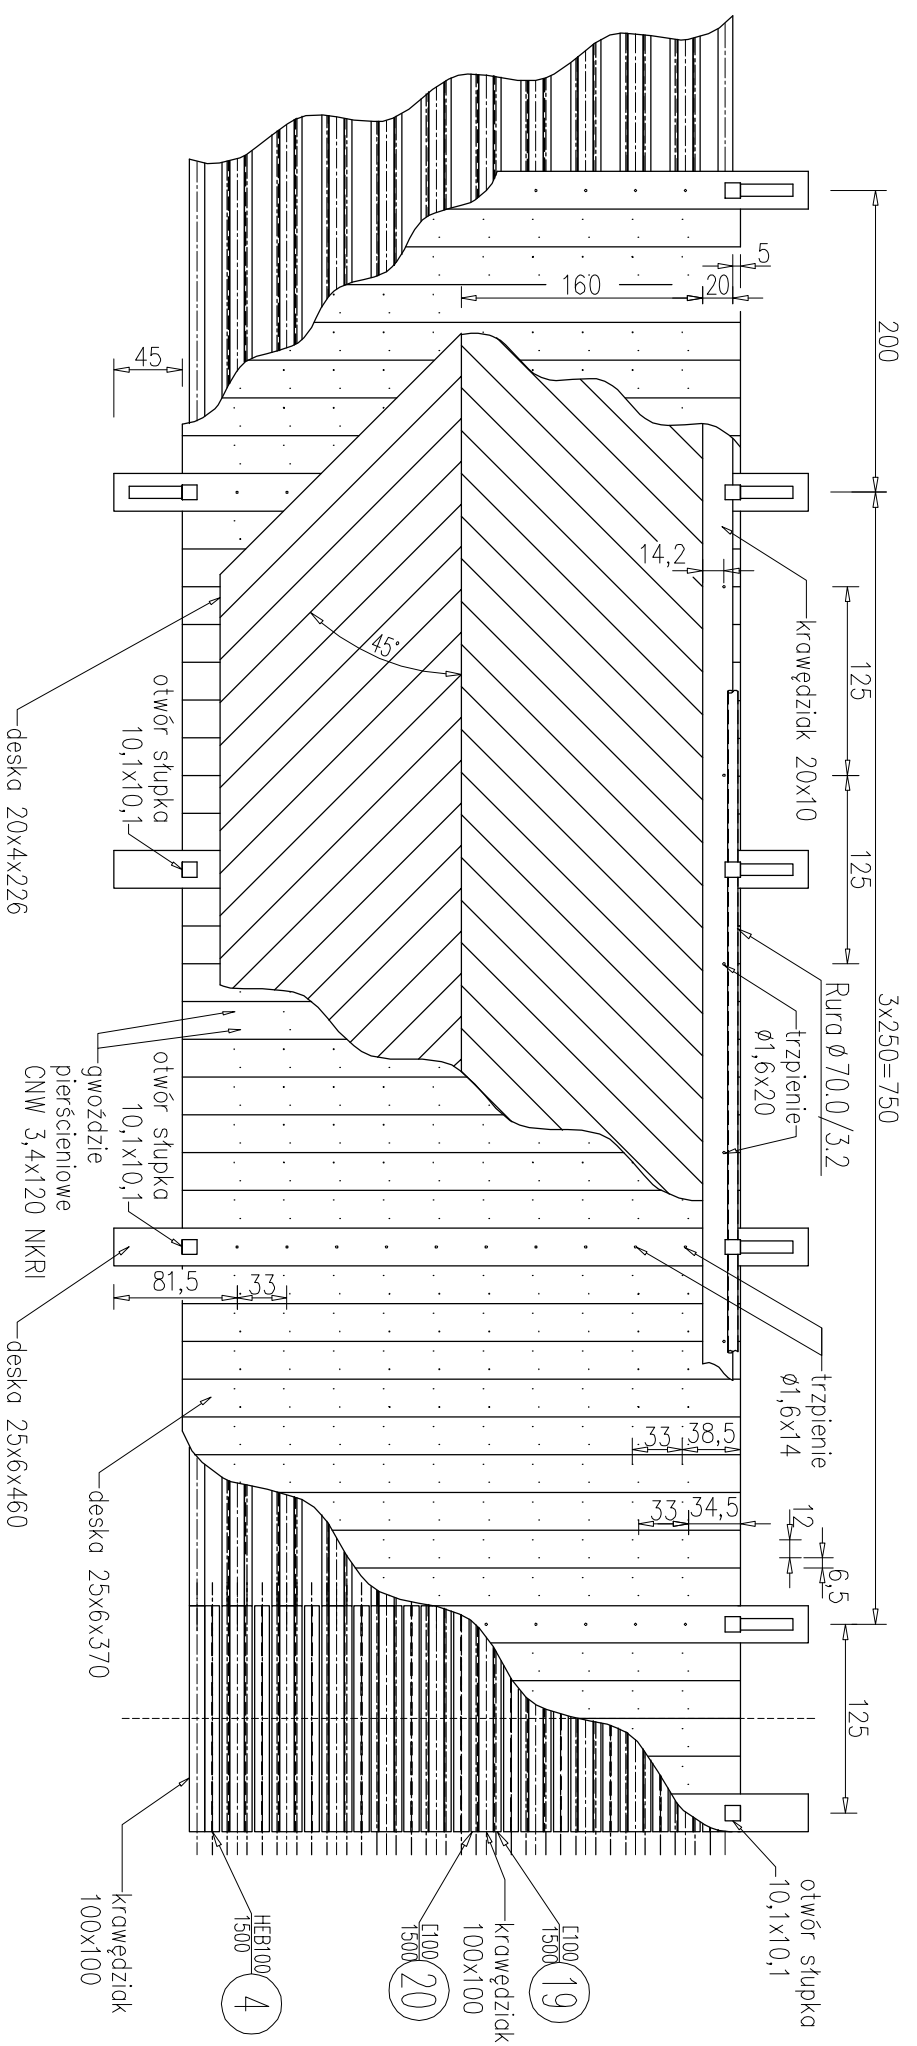 200
3x250=750
5
160
20
45
14,2
krawędziak 20x10
125
125
125
45°
otwór słupka
10,1x10,1
deska 20x4x226
Rura ø 70.0/3.2
trzpienie
ø1,6x20
gwoździe
pierścieniowe
CNW 3,4x120 NKRI
otwór słupka
10,1x10,1
81,5
33
deska 25x6x460
trzpienie
ø1,6x14
33
38,5
33
34,5
12
6,5
deska 25x6x370
otwór słupka
10,1x10,1
krawędziak
100x100
HEB100
1500
4
[100
1500
20
krawędziak
100x100
[100
1500
19